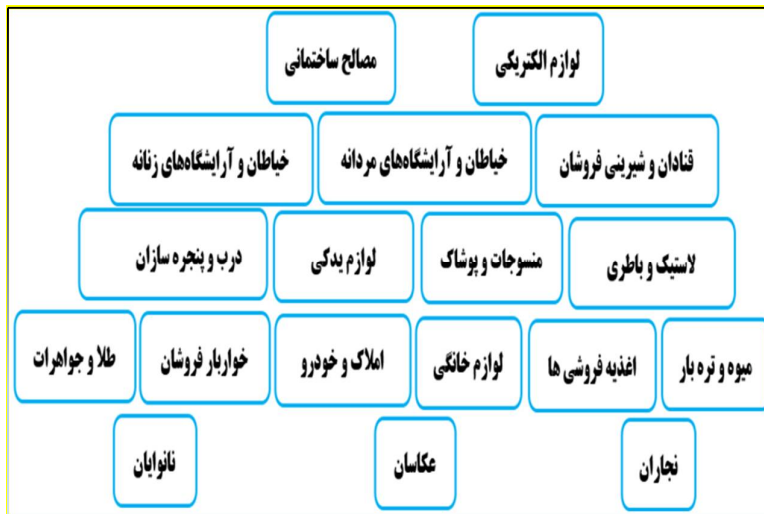 لوازم الکتریکی
مصالح ساختمانی
قنادان و شیرینی فروشان
خیاطان و آرایشگاه‌های مردانه
خیاطان و آرایشگاه‌های زنانه
لاستیک و باطری
منسوجات و پوشاک
لوازم یدکی
درب و پنجره سازان
میوه و تره بار
اغذیه فروشی ها
لوازم خانگی
املاک و خودرو
خواربار فروشان
طلا و جواهرات
نجاران
عکاسان
نانوایان